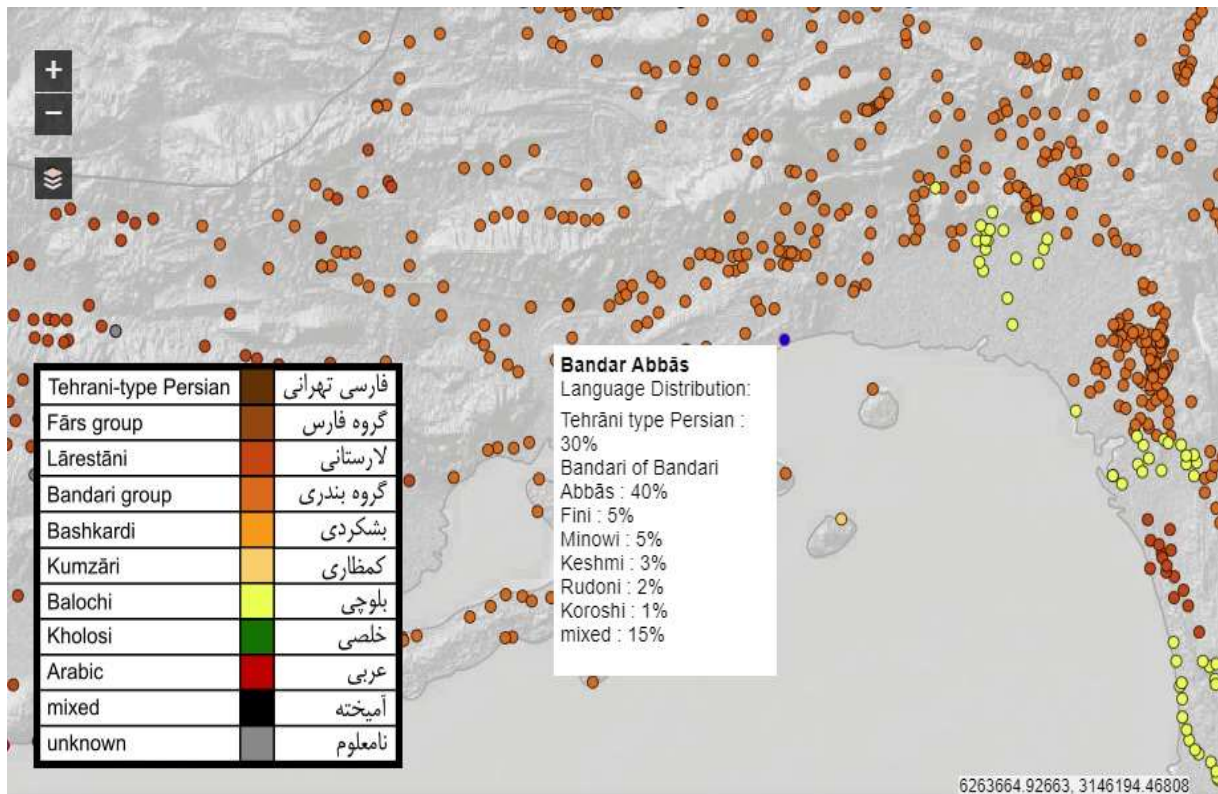 +
−
Tehrani-type Persian فارسی تهرانی
Fārs group گروه فارس
Lārestāni لارستانی
Bandari group گروه بندری
Bashkardi بشکردی
Kumzāri کمظاری
Balochi بلوچی
Kholosi خلصی
Arabic عربی
mixed آمیخته
unknown نامعلوم
Bandar Abbās
Language Distribution:
Tehrāni type Persian :
30%
Bandari of Bandari
Abbās : 40%
Fini : 5%
Minowi : 5%
Keshmi : 3%
Rudoni : 2%
Koroshi : 1%
mixed : 15%
6263664.92663, 3146194.46808